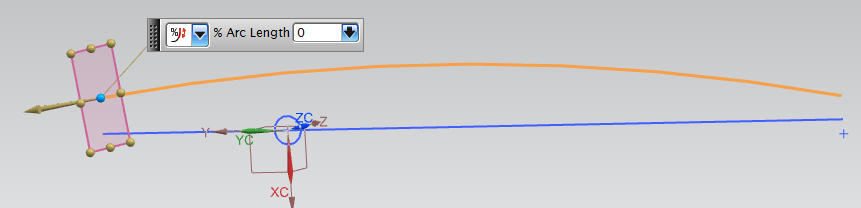 % % Arc Length 0
ZC Z
Y YC
XC